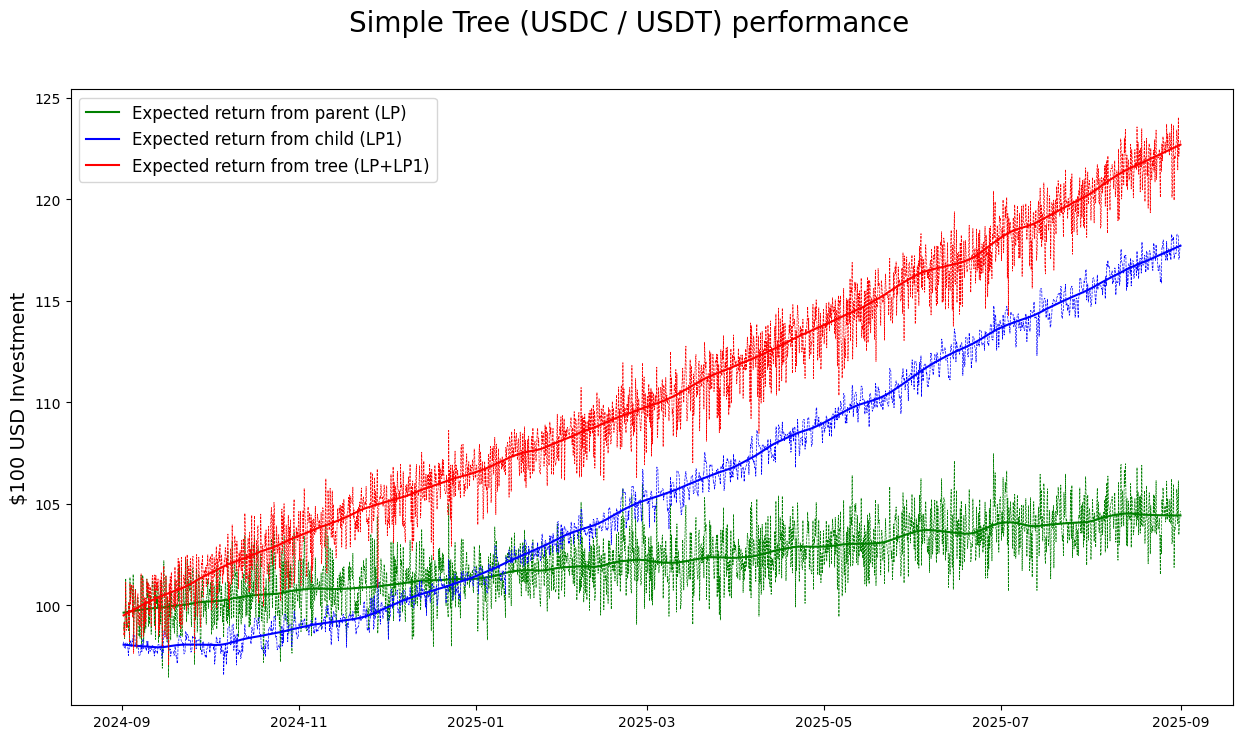 Simple Tree (USDC / USDT) performance
Expected return from parent (LP)
Expected return from child (LP1)
Expected return from tree (LP+LP1)
$100 USD Investment
125
120
115
110
105
100
2024-09
2024-11
2025-01
2025-03
2025-05
2025-07
2025-09